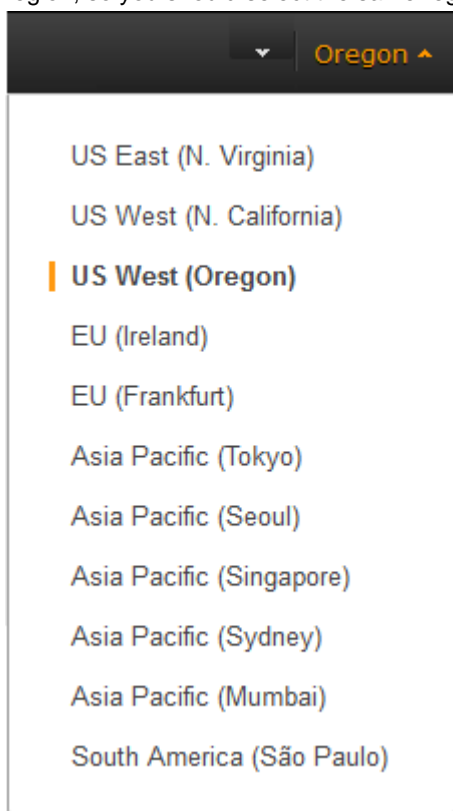 Oregon
US East (N. Virginia)
US West (N. California)
US West (Oregon)
EU (Ireland)
EU (Frankfurt)
Asia Pacific (Tokyo)
Asia Pacific (Seoul)
Asia Pacific (Singapore)
Asia Pacific (Sydney)
Asia Pacific (Mumbai)
South America (São Paulo)